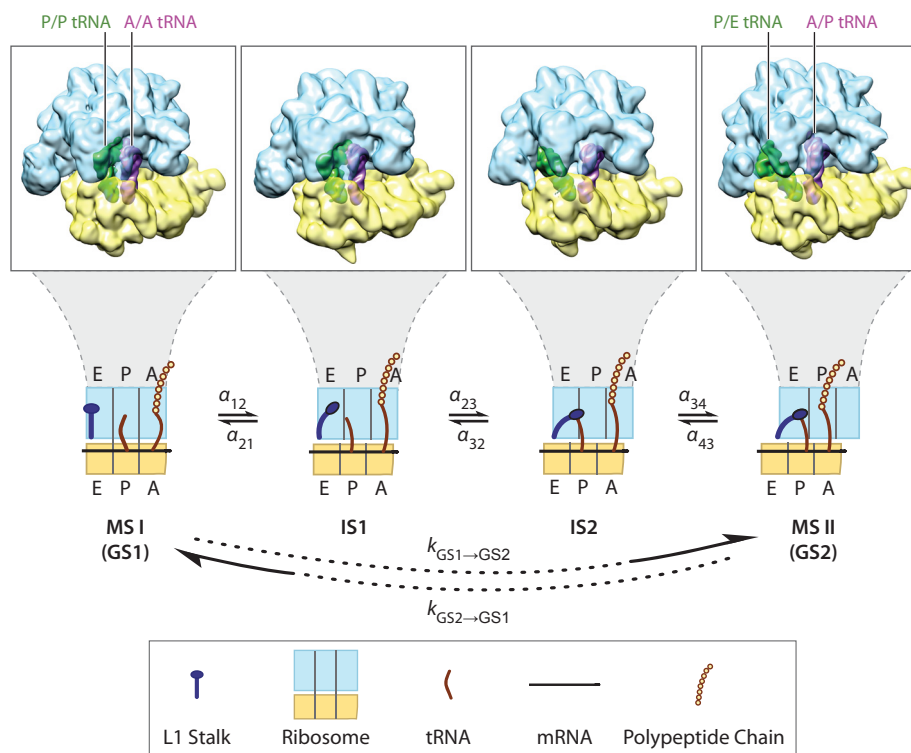 P/P tRNA A/A tRNA P/E tRNA A/P tRNA
E P A E P A E P A E P A
α12 α23 α34
α21 α32 α43
E P A E P A E P A E P A
MS I IS1 IS2 MS II
(GS1) (GS2)
kGS1→GS2
kGS2→GS1
L1 Stalk Ribosome tRNA mRNA Polypeptide Chain